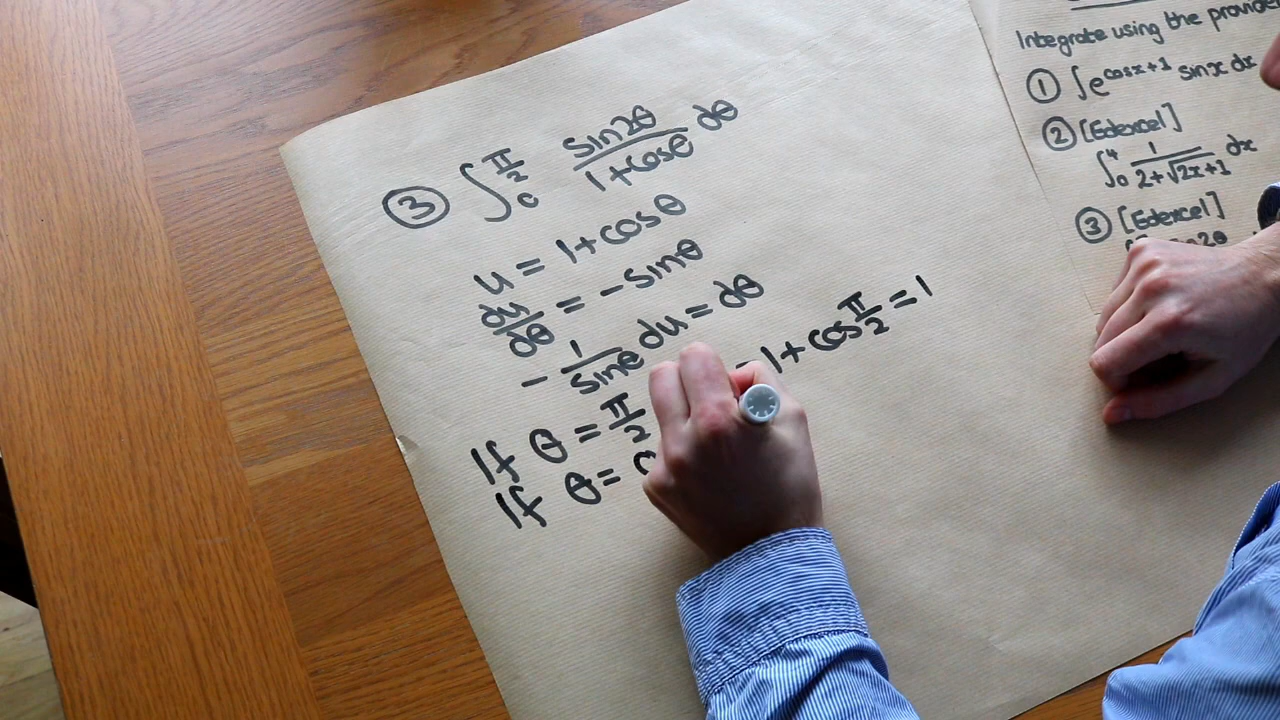 ③ ∫₀^(π/2) sin2θ/(1+cosθ) dθ
u = 1+cosθ
du/dθ = -sinθ
- 1/sinθ du = dθ
If θ = π/2 = 1+cos π/2 = 1
If θ = 0
Integrate using the
① ∫e^(cosx+1) sinx dx
② [Edexcel]
∫₀⁴ 1/(2+√(2x+1)) dx
③ [Edexcel]